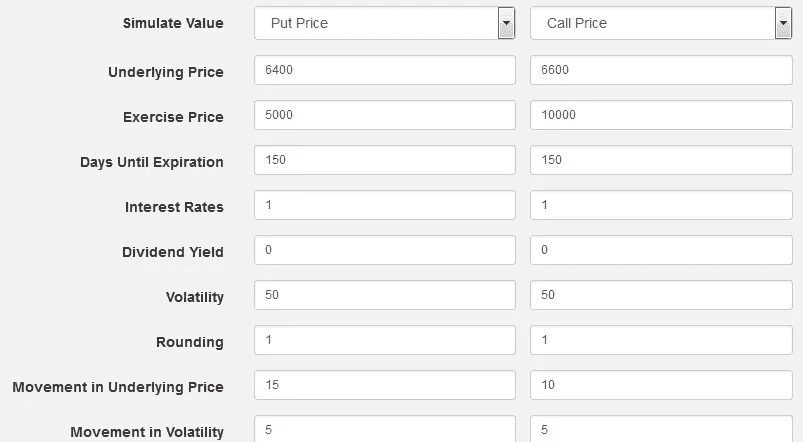 Simulate Value Put Price Call Price
Underlying Price 6400 6600
Exercise Price 5000 10000
Days Until Expiration 150 150
Interest Rates 1 1
Dividend Yield 0 0
Volatility 50 50
Rounding 1 1
Movement in Underlying Price 15 10
Movement in Volatility 5 5